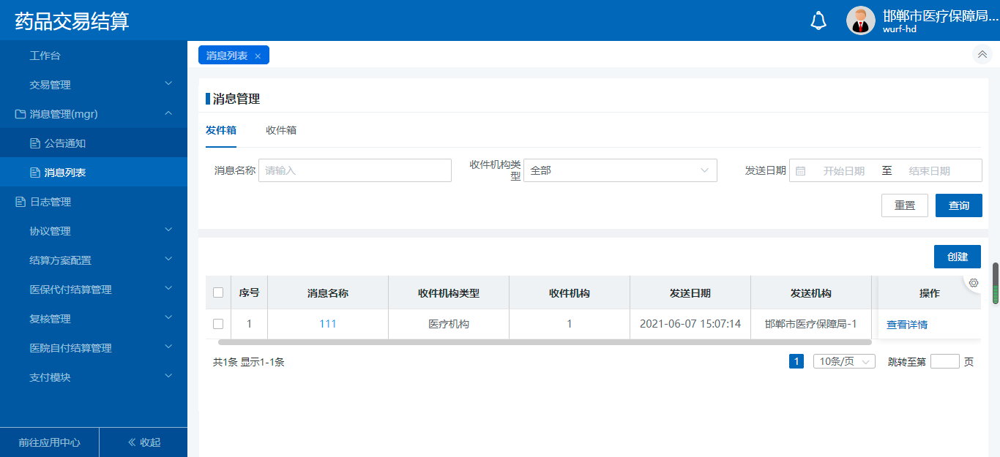 药品交易结算
邯郸市医疗保障局...
wurf-hd
工作台
交易管理
消息管理(mgr)
公告通知
消息列表
日志管理
协议管理
结算方案配置
医保代付结算管理
复核管理
医院自付结算管理
支付模块
前往应用中心
收起
消息列表 ×
消息管理
发件箱 收件箱
消息名称 请输入 收件机构类型 全部 发送日期 开始日期 至 结束日期
重置 查询
创建
序号 消息名称 收件机构类型 收件机构 发送日期 发送机构 操作
1 111 医疗机构 1 2021-06-07 15:07:14 邯郸市医疗保障局-1 查看详情
共1条 显示1-1条 1 10条/页 跳转至第 页